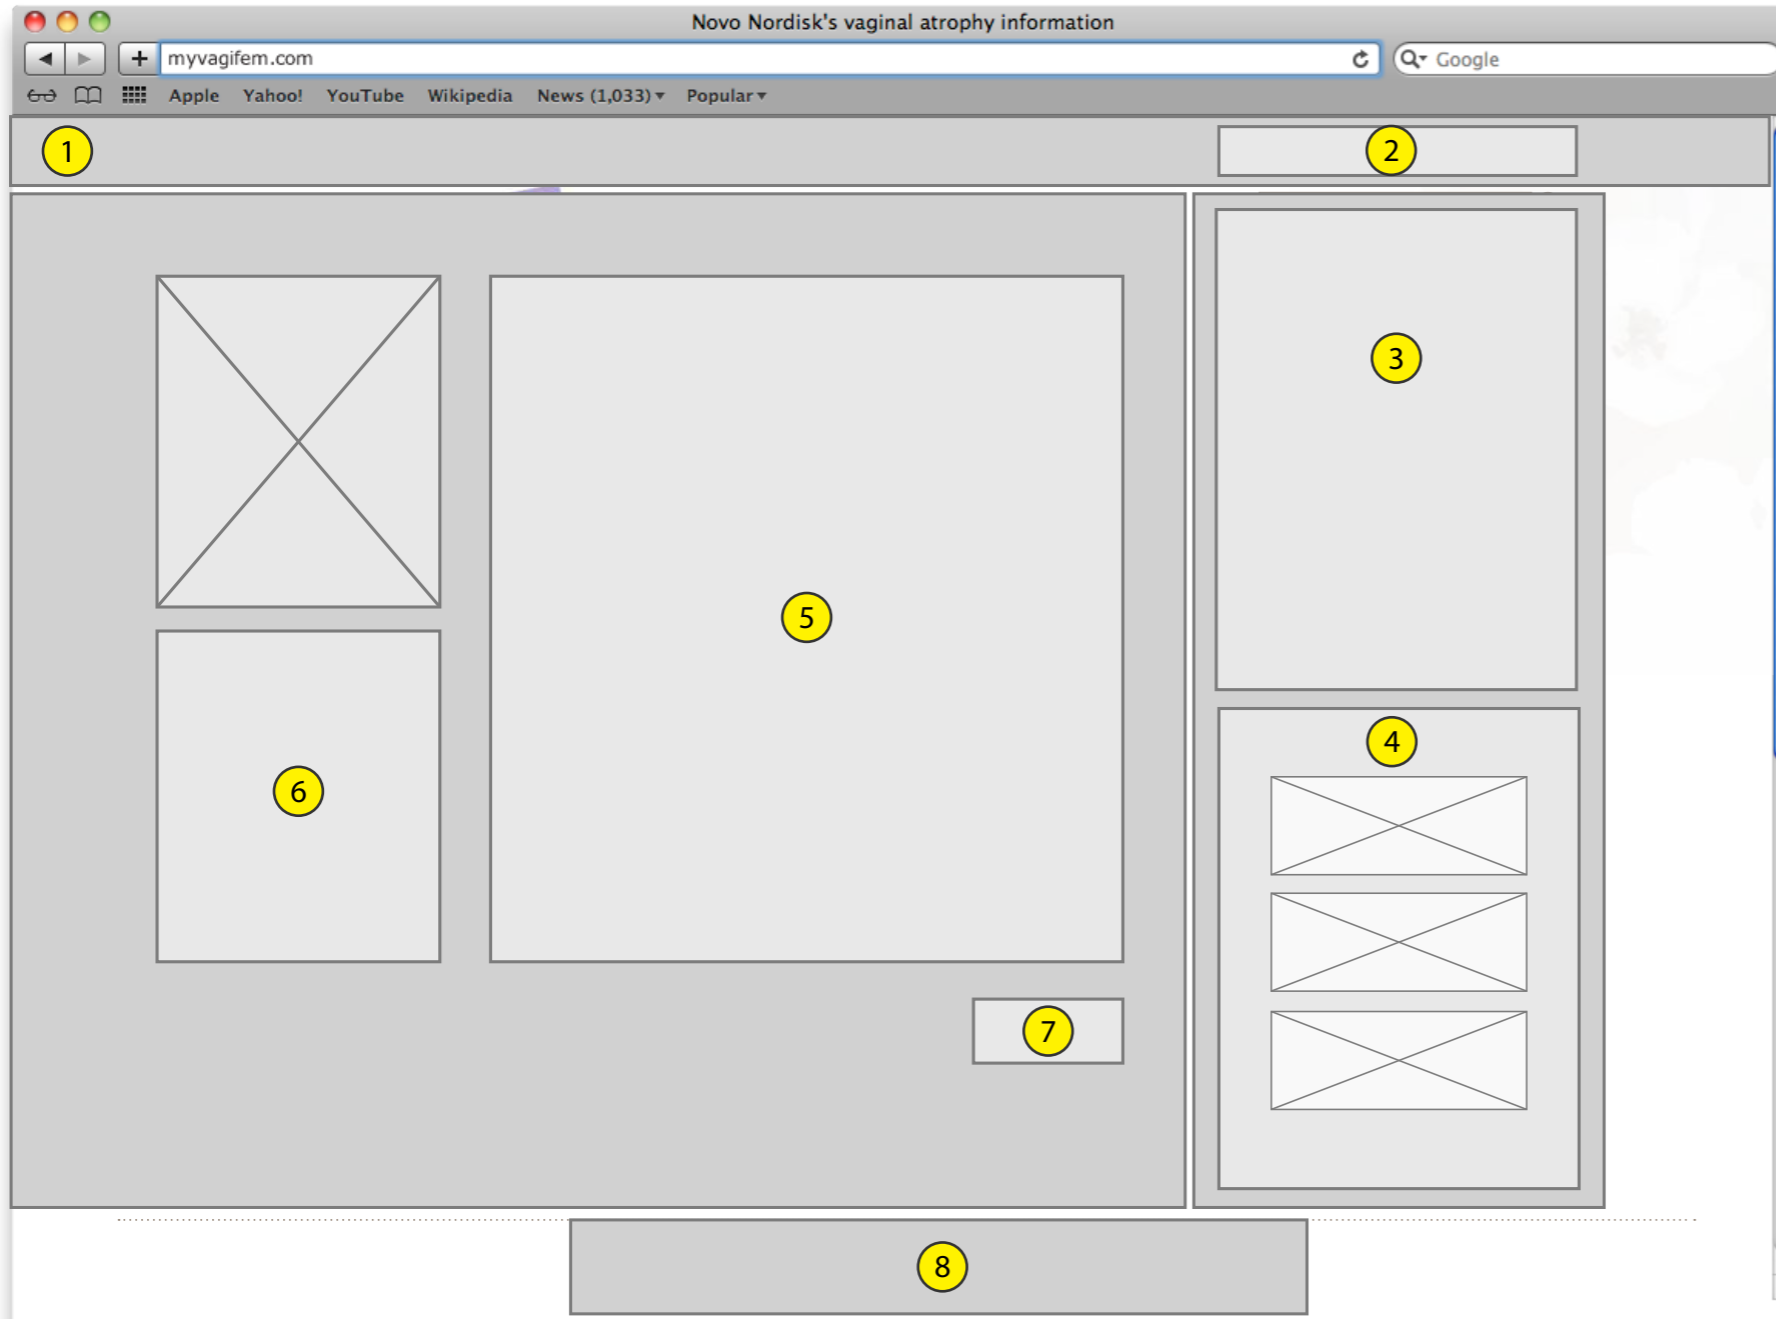 Novo Nordisk's vaginal atrophy information
myvagifem.com
Google
Apple Yahoo! YouTube Wikipedia News (1,033) Popular
1
2
3
4
5
6
7
8